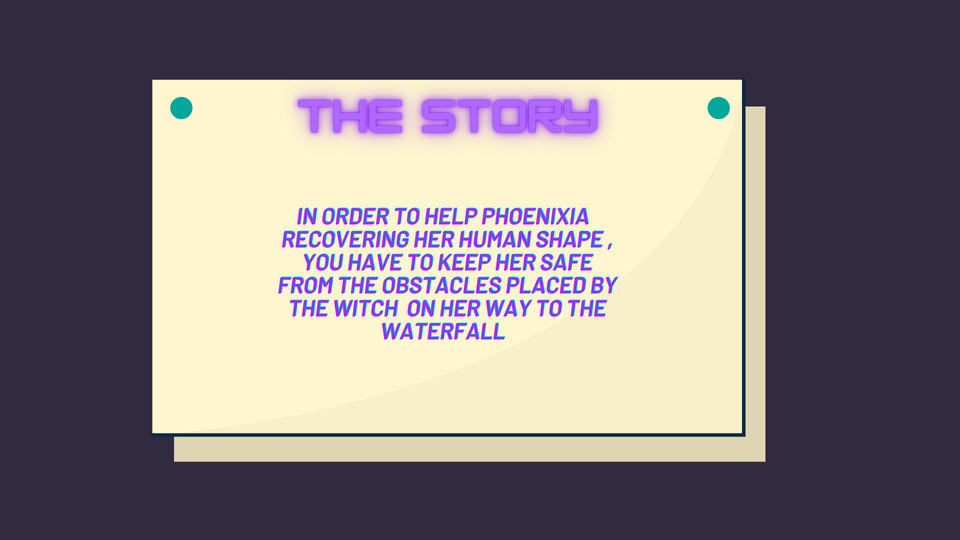 THE STORY
IN ORDER TO HELP PHOENIXIA
RECOVERING HER HUMAN SHAPE ,
YOU HAVE TO KEEP HER SAFE
FROM THE OBSTACLES PLACED BY
THE WITCH  ON HER WAY TO THE
WATERFALL